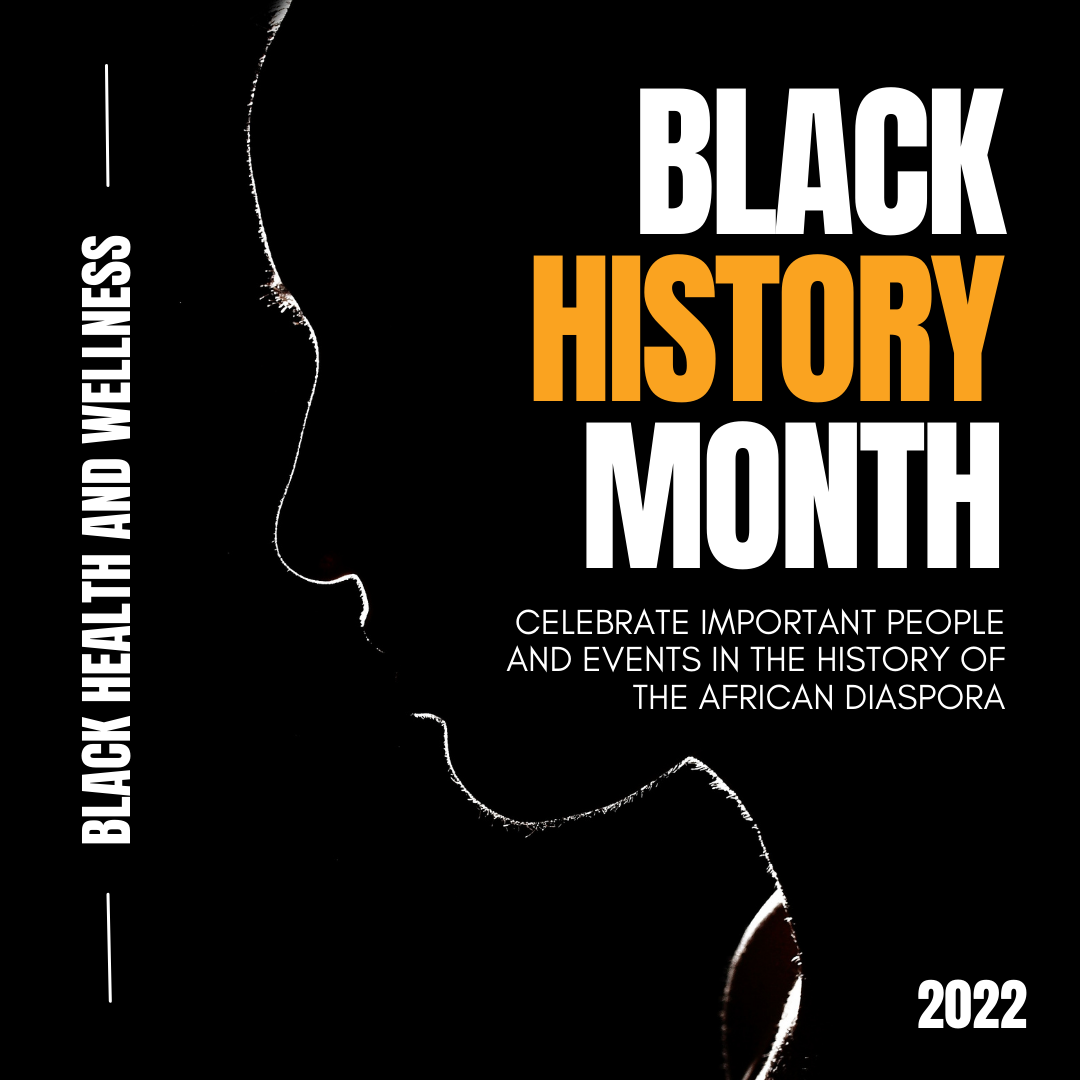 BLACK HEALTH AND WELLNESS
BLACK
HISTORY
MONTH
CELEBRATE IMPORTANT PEOPLE
AND EVENTS IN THE HISTORY OF
THE AFRICAN DIASPORA
2022